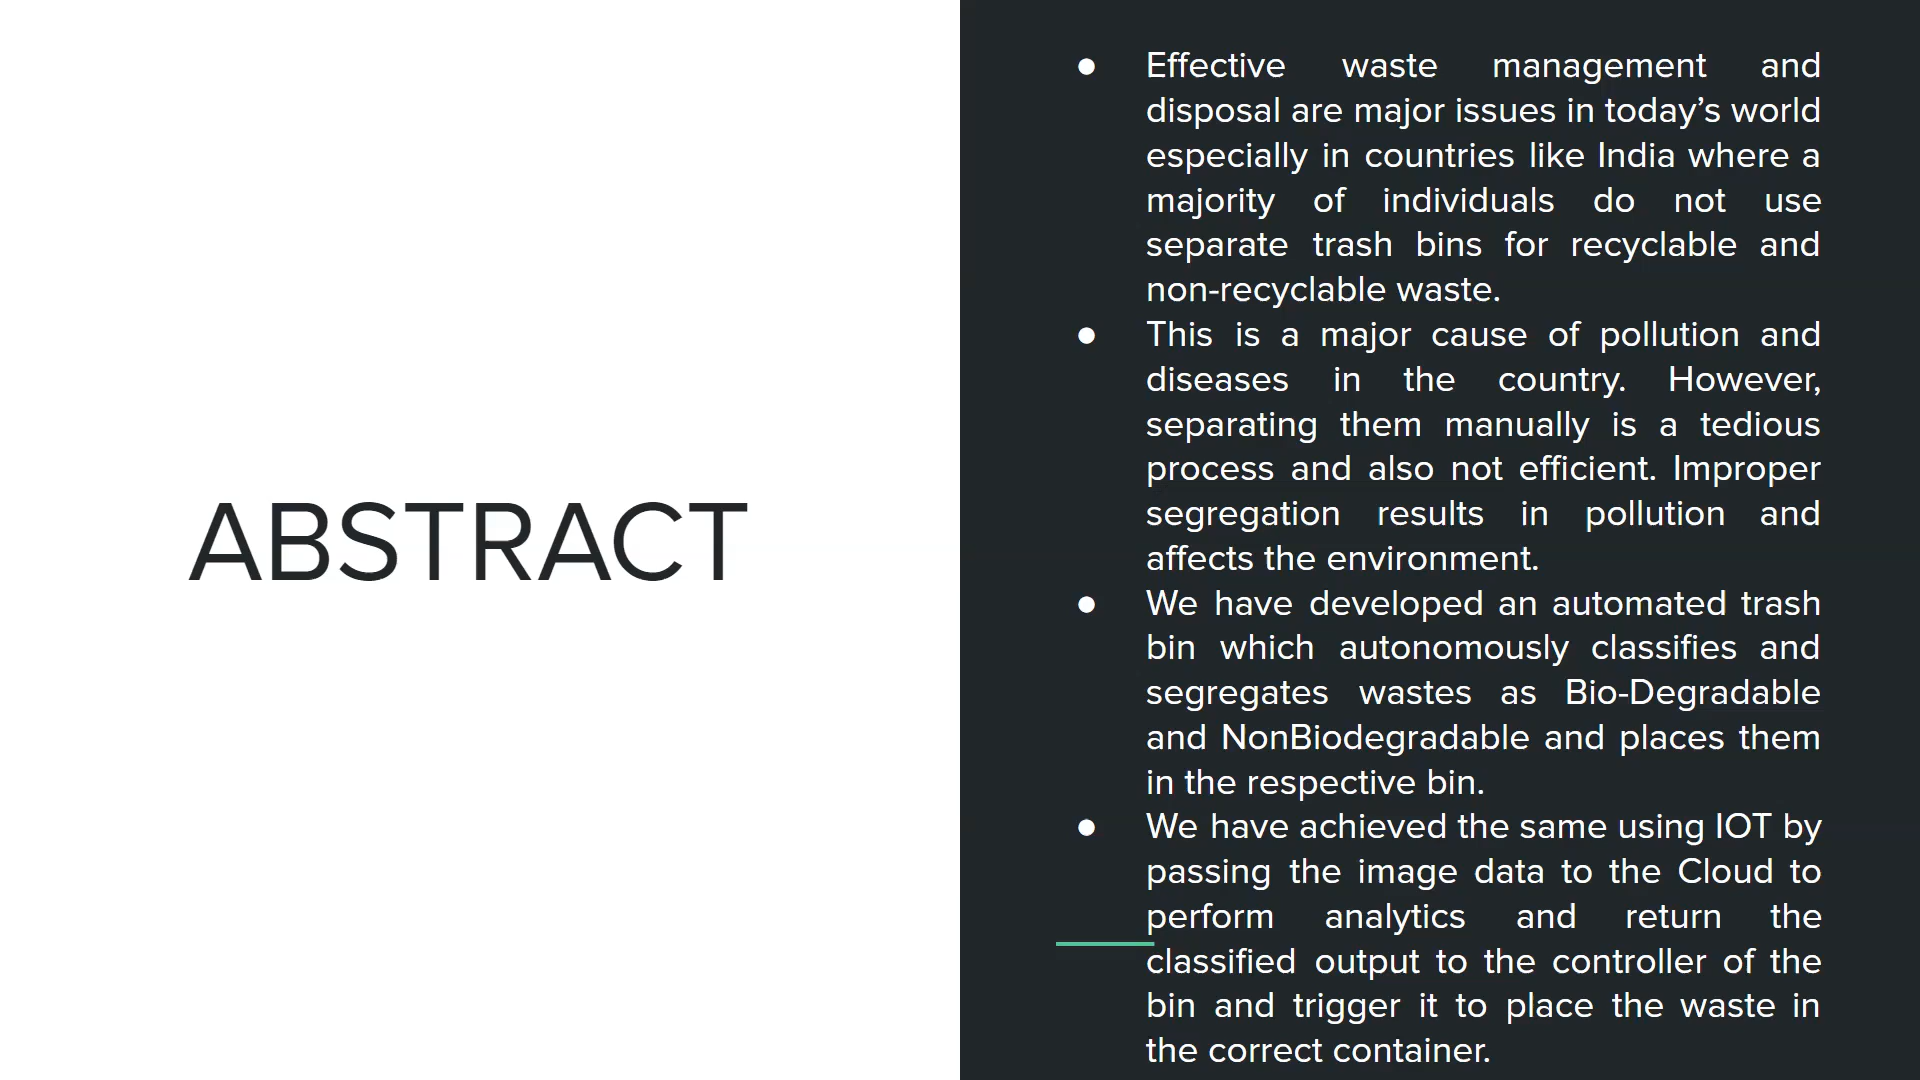 ABSTRACT
● Effective waste management and
disposal are major issues in today’s world
especially in countries like India where a
majority of individuals do not use
separate trash bins for recyclable and
non-recyclable waste.
● This is a major cause of pollution and
diseases in the country. However,
separating them manually is a tedious
process and also not efficient. Improper
segregation results in pollution and
affects the environment.
● We have developed an automated trash
bin which autonomously classifies and
segregates wastes as Bio-Degradable
and NonBiodegradable and places them
in the respective bin.
● We have achieved the same using IOT by
passing the image data to the Cloud to
perform analytics and return the
classified output to the controller of the
bin and trigger it to place the waste in
the correct container.